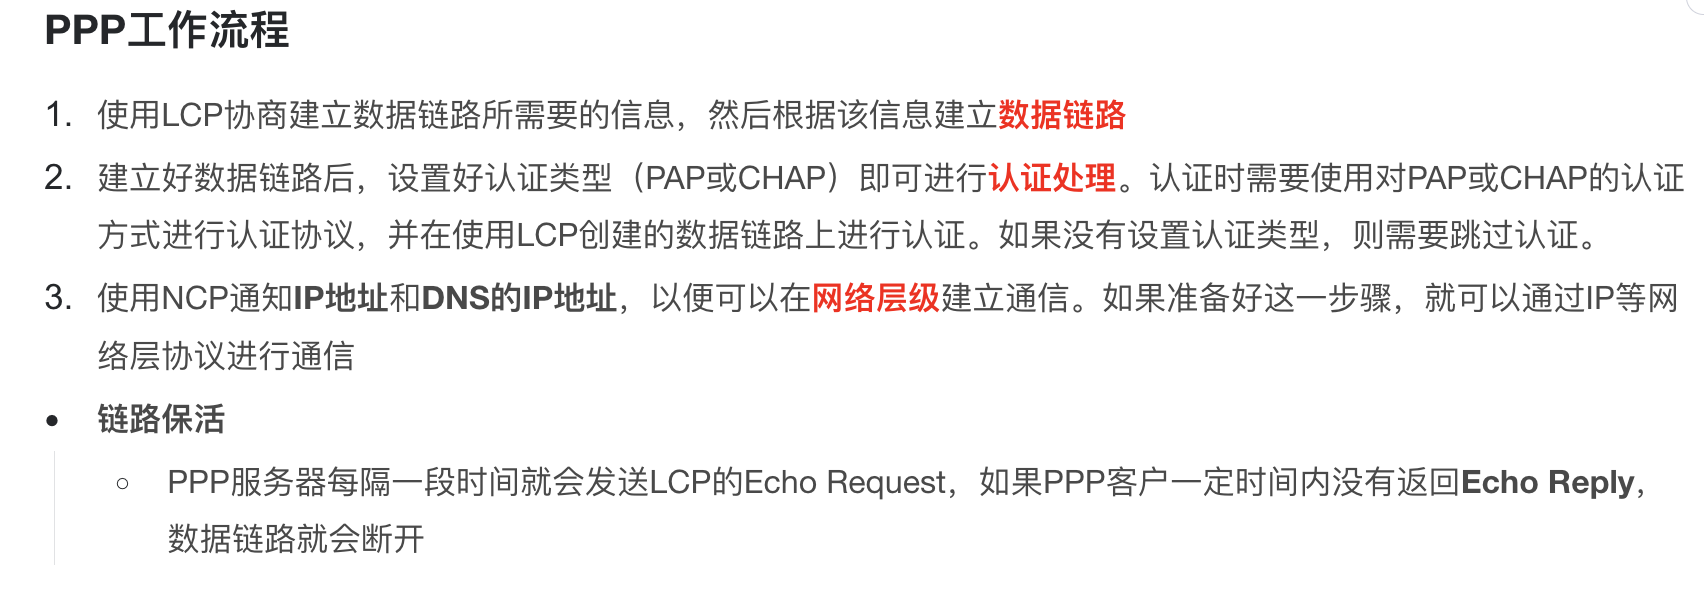 PPP工作流程
1. 使用LCP协商建立数据链路所需要的信息，然后根据该信息建立数据链路
2. 建立好数据链路后，设置好认证类型（PAP或CHAP）即可进行认证处理。认证时需要使用对PAP或CHAP的认证
方式进行认证协议，并在使用LCP创建的数据链路上进行认证。如果没有设置认证类型，则需要跳过认证。
3. 使用NCP通知IP地址和DNS的IP地址，以便可以在网络层级建立通信。如果准备好这一步骤，就可以通过IP等网
络层协议进行通信
• 链路保活
○ PPP服务器每隔一段时间就会发送LCP的Echo Request，如果PPP客户一定时间内没有返回Echo Reply，
数据链路就会断开